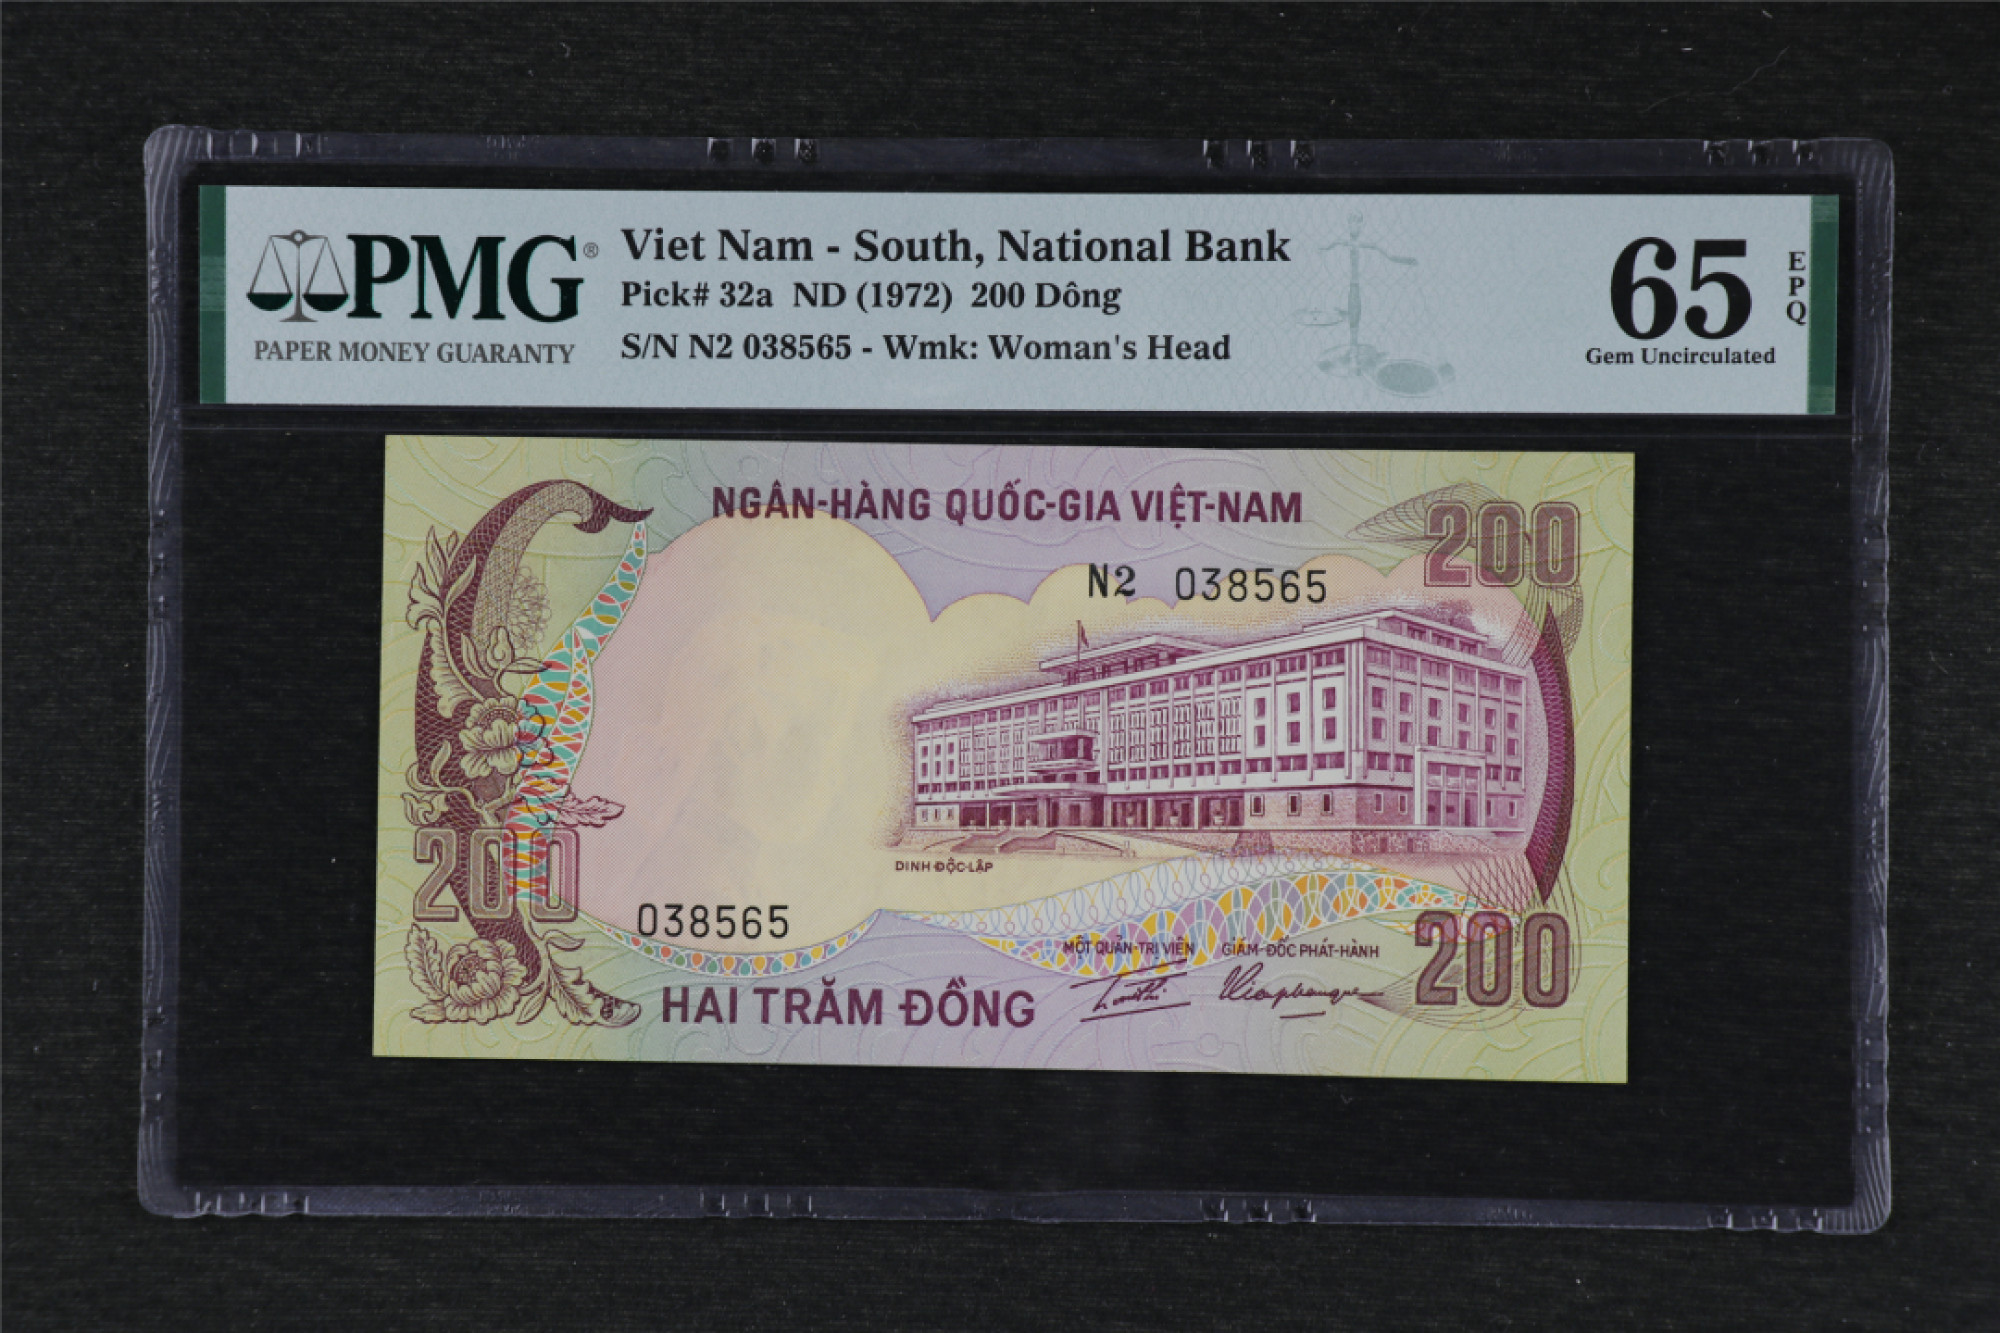 PMG®
PAPER MONEY GUARANTY
Viet Nam - South, National Bank
Pick# 32a ND (1972) 200 Dông
S/N N2 038565 - Wmk: Woman's Head
65
EPQ
Gem Uncirculated
NGÂN-HÀNG QUỐC-GIA VIỆT-NAM
200
N2 038565
DINH ĐỘC-LẬP
200
038565
MỘT QUẢN-TRỊ VIÊN GIÁM-ĐỐC PHÁT-HÀNH
200
HAI TRĂM ĐỒNG